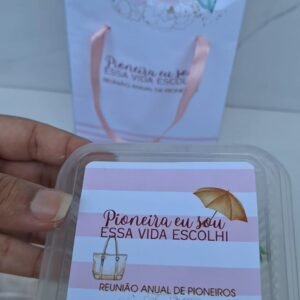 Pioneira eu sou
ESSA VIDA ESCOLHI
REUNIÃO ANUAL DE PIONEIROS
Pioneira eu sou
ESSA VIDA ESCOLHI
REUNIÃO ANUAL DE PIONEIROS